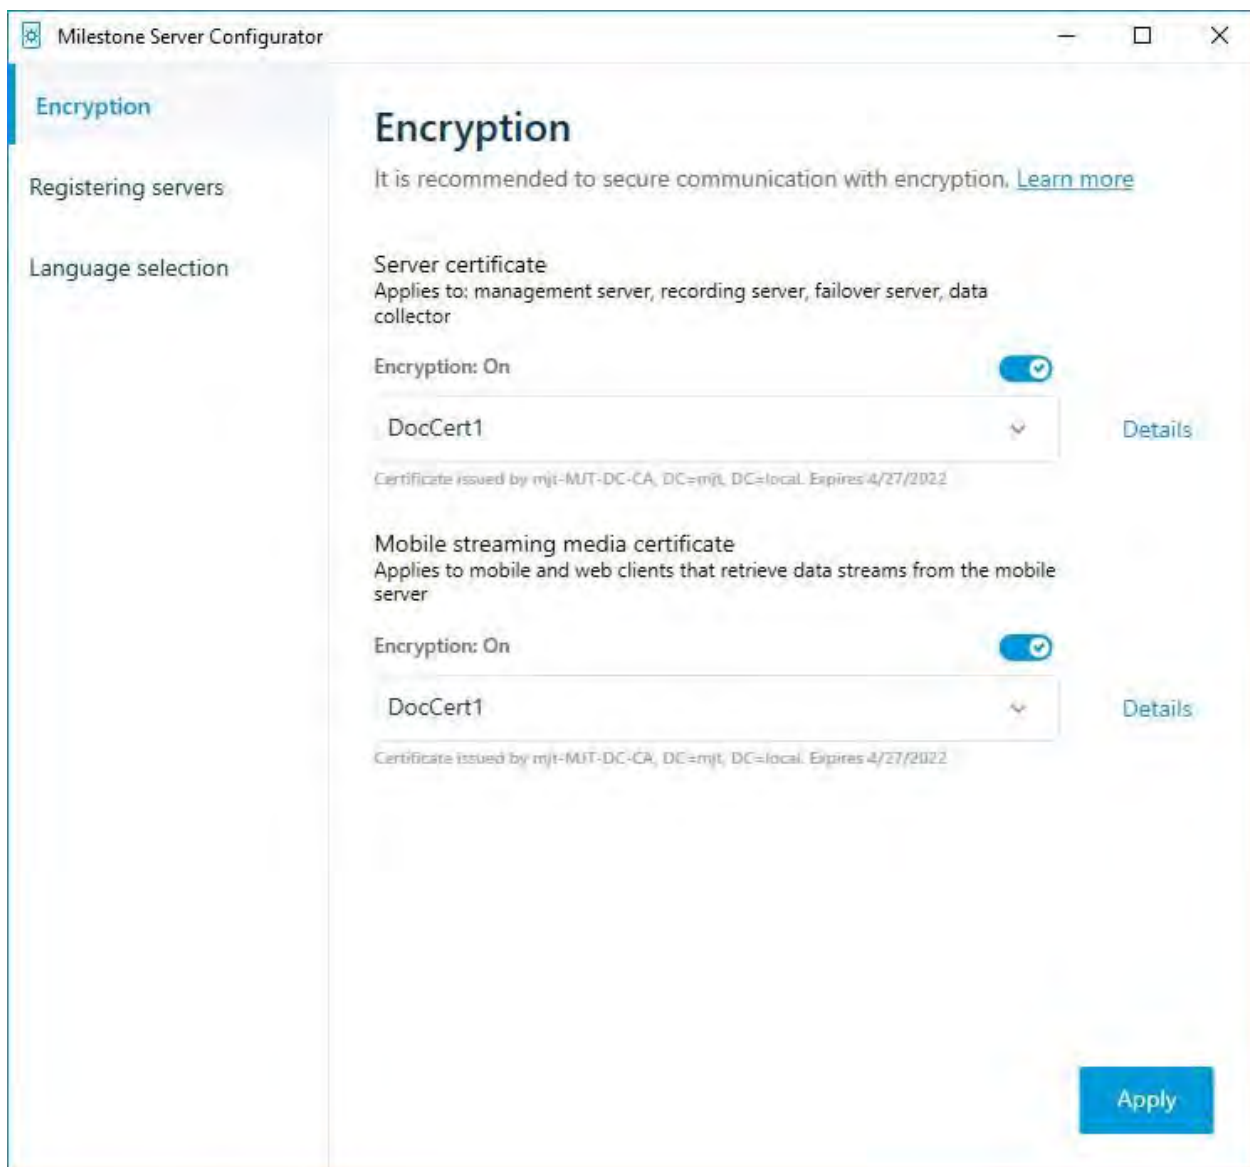 Milestone Server Configurator
Encryption
Registering servers
Language selection
Encryption
It is recommended to secure communication with encryption. Learn more
Server certificate
Applies to: management server, recording server, failover server, data
collector
Encryption: On
DocCert1
Details
Certificate issued by mjt-MJT-DC-CA, DC=mjt, DC=local. Expires 4/27/2022
Mobile streaming media certificate
Applies to mobile and web clients that retrieve data streams from the mobile
server
Encryption: On
DocCert1
Details
Certificate issued by mjt-MJT-DC-CA, DC=mjt, DC=local. Expires 4/27/2022
Apply